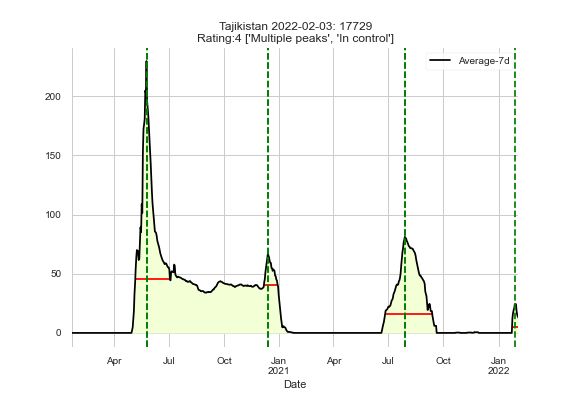 Tajikistan 2022-02-03: 17729
Rating:4 ['Multiple peaks', 'In control']
Average-7d
200
150
100
50
0
Apr Jul Oct Jan Apr Jul Oct Jan
2021 2022
Date